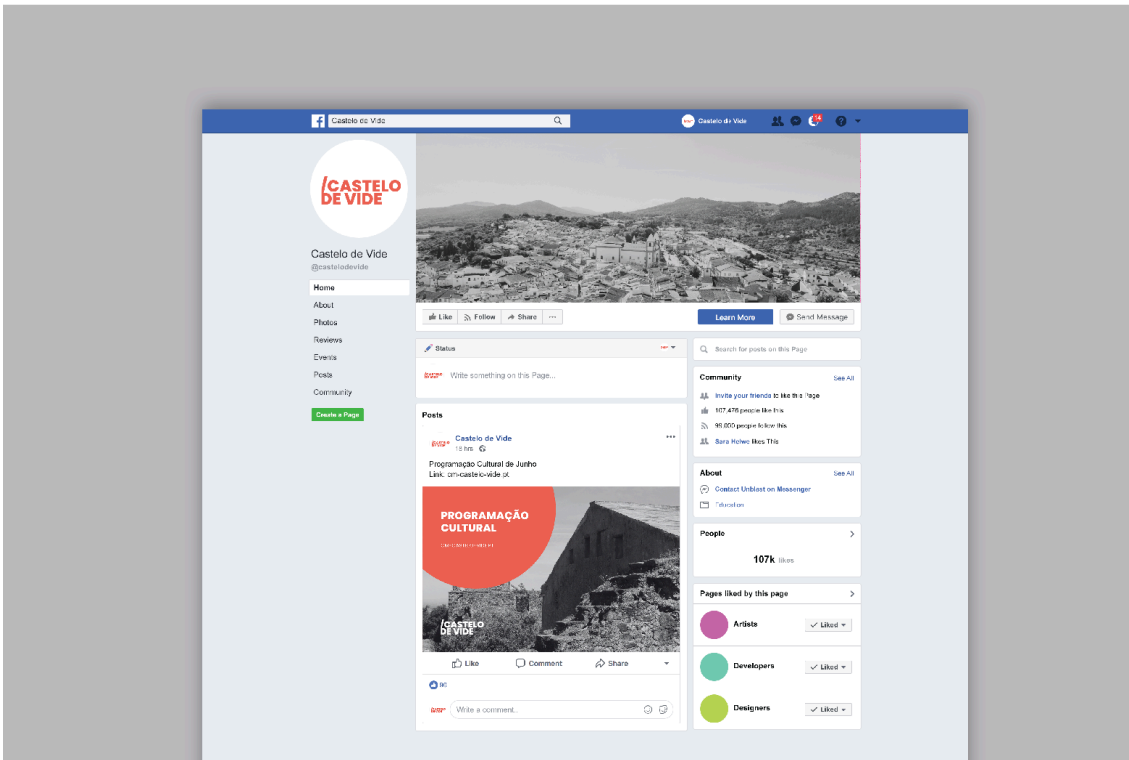 Castelo de Vide
Castelo de Vide
14
/CASTELO
DE VIDE
Castelo de Vide
@castelodevide
Home
About
Photos
Reviews
Events
Posts
Community
Create a Page
Like
Follow
Share
Learn More
Send Message
Status
Write something on this Page...
Posts
Castelo de Vide
Programação Cultural de Junho
Link: cm-castelo-vide.pt
PROGRAMAÇÃO
CULTURAL
/CASTELO
DE VIDE
Like
Comment
Share
Write a comment..
Search for posts on this Page
Community
See All
Invite your friends to like this Page
107,476 people like this
99,000 people follow this
Sara Helwe likes This
About
See All
Contact Unblast on Messenger
Education
People
107k likes
Pages liked by this page
Artists
Liked
Developers
Liked
Designers
Liked